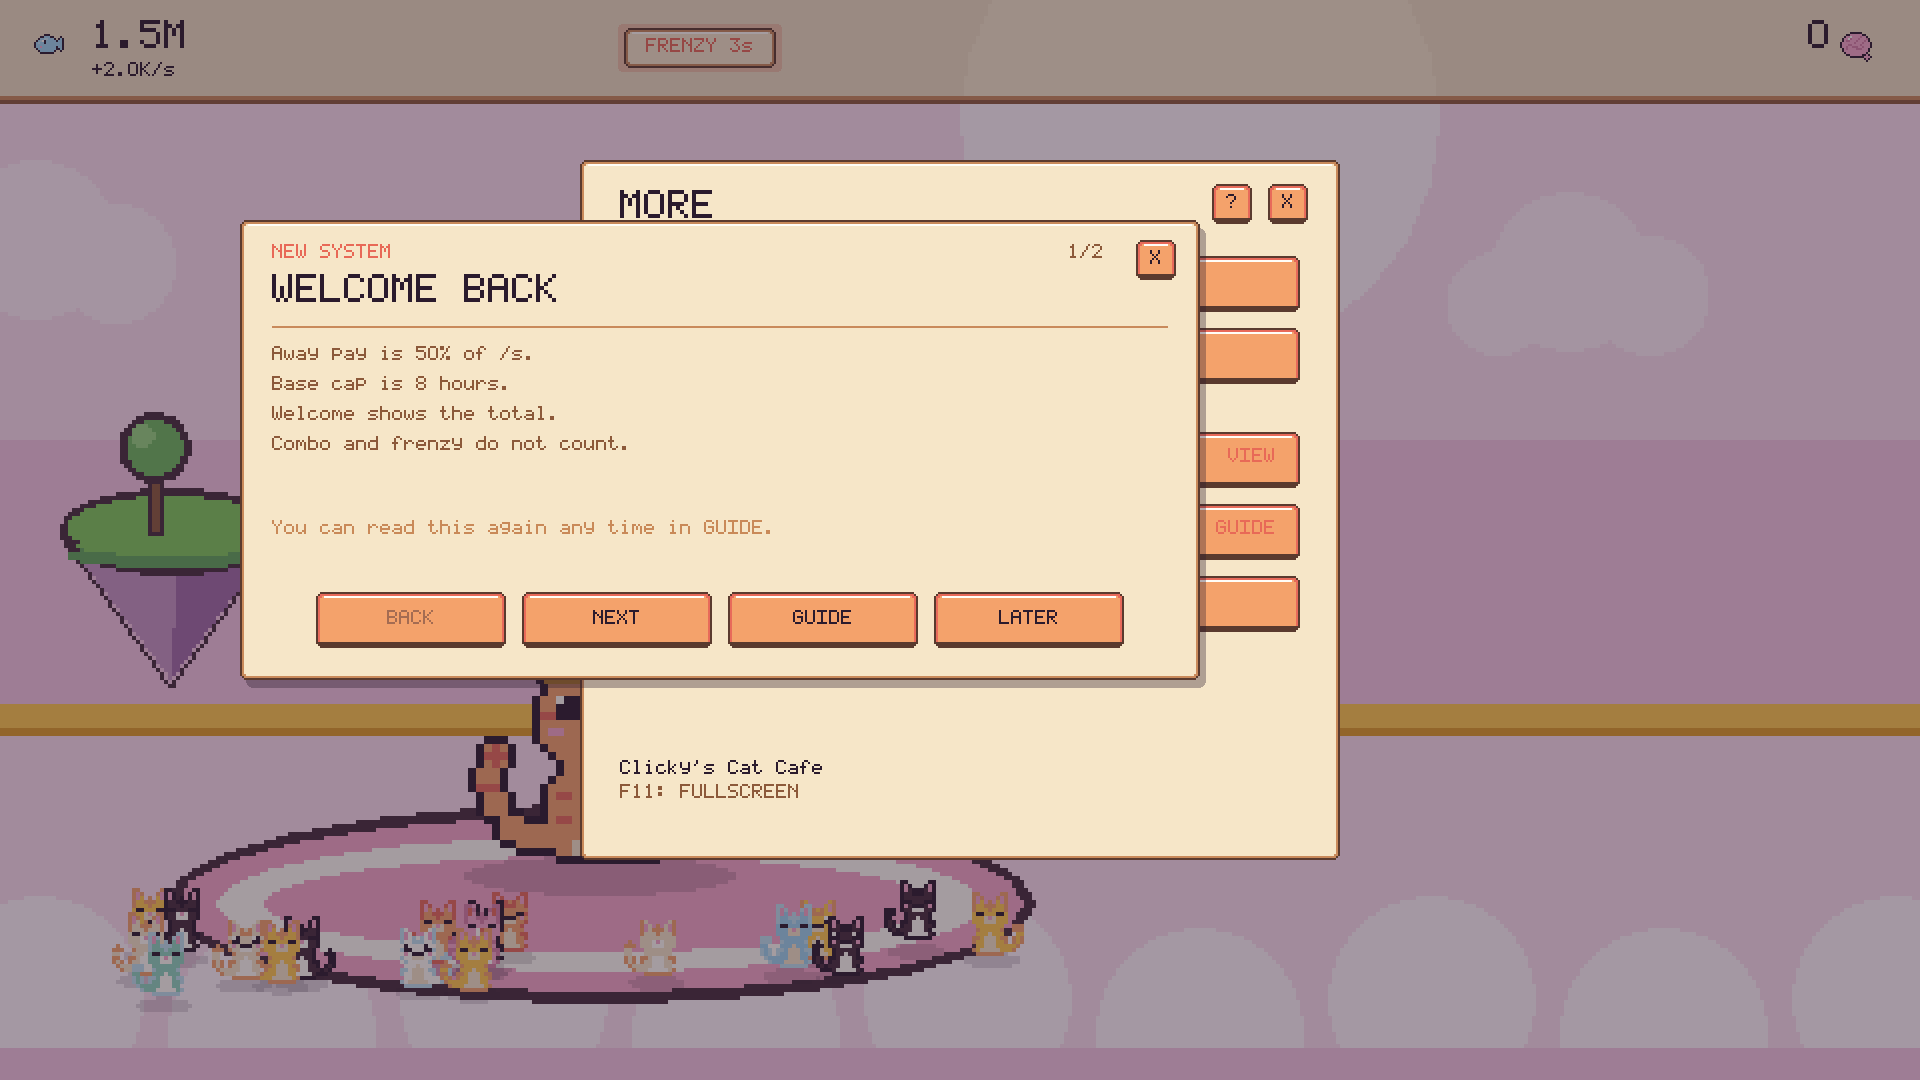 1.5M
+2.0K/s
FRENZY 3s
0
MORE
?
X
NEW SYSTEM
1/2
X
WELCOME BACK
Away pay is 50% of /s.
Base cap is 8 hours.
Welcome shows the total.
Combo and frenzy do not count.
VIEW
You can read this again any time in GUIDE.
GUIDE
BACK
NEXT
GUIDE
LATER
Clicky's Cat Cafe
F11: FULLSCREEN